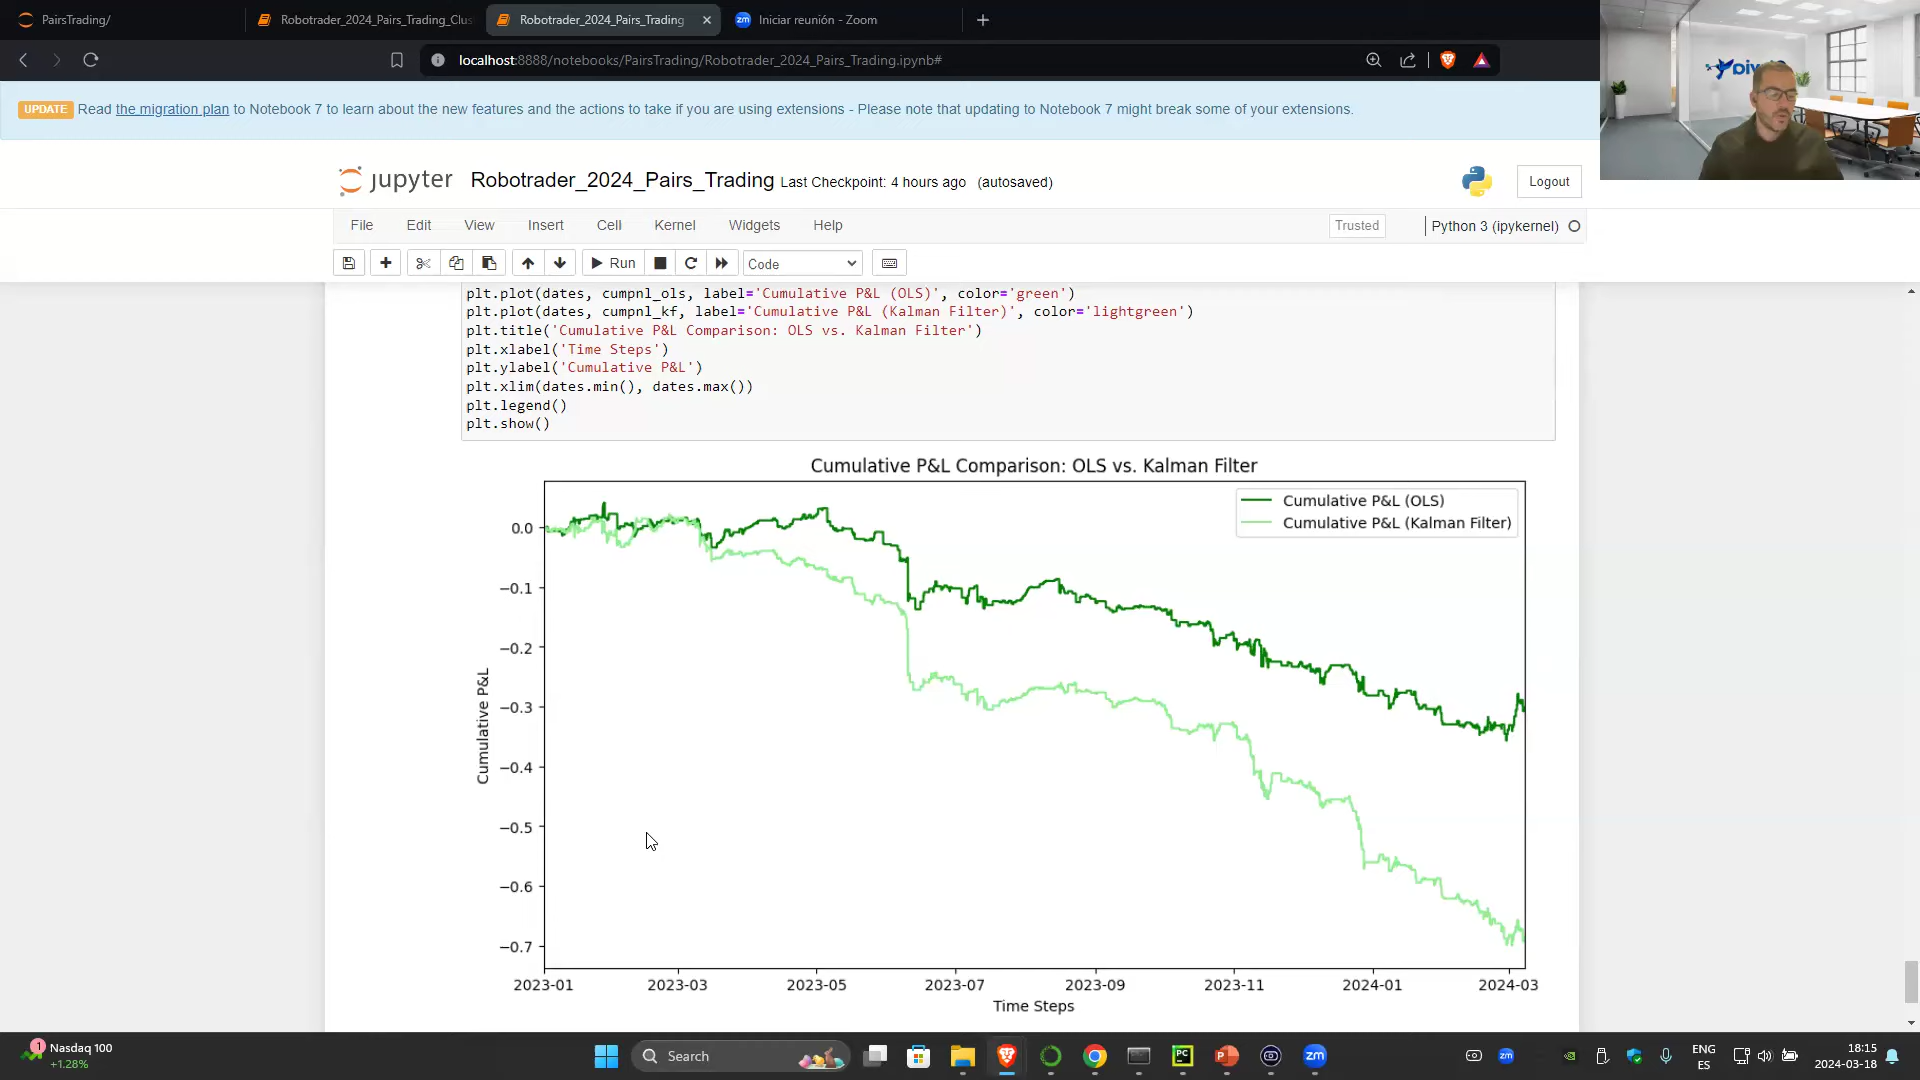 PairsTrading/
Robotrader_2024_Pairs_Trading_Clus
Robotrader_2024_Pairs_Trading
Iniciar reunión - Zoom
localhost:8888/notebooks/PairsTrading/Robotrader_2024_Pairs_Trading.ipynb#
UPDATE Read the migration plan to Notebook 7 to learn about the new features and the actions to take if you are using extensions - Please note that updating to Notebook 7 might break some of your extensions.
jupyter Robotrader_2024_Pairs_Trading Last Checkpoint: 4 hours ago (autosaved)
Logout
File Edit View Insert Cell Kernel Widgets Help
Trusted
Python 3 (ipykernel)
Run
Code
plt.plot(dates, cumpnl_ols, label='Cumulative P&L (OLS)', color='green')
plt.plot(dates, cumpnl_kf, label='Cumulative P&L (Kalman Filter)', color='lightgreen')
plt.title('Cumulative P&L Comparison: OLS vs. Kalman Filter')
plt.xlabel('Time Steps')
plt.ylabel('Cumulative P&L')
plt.xlim(dates.min(), dates.max())
plt.legend()
plt.show()
Cumulative P&L Comparison: OLS vs. Kalman Filter
Cumulative P&L (OLS)
Cumulative P&L (Kalman Filter)
0.0
−0.1
−0.2
−0.3
−0.4
−0.5
−0.6
−0.7
Cumulative P&L
2023-01 2023-03 2023-05 2023-07 2023-09 2023-11 2024-01 2024-03
Time Steps
1
Nasdaq 100
+1.28%
Search
PC
P
zm
zm
ENG
ES
18:15
2024-03-18